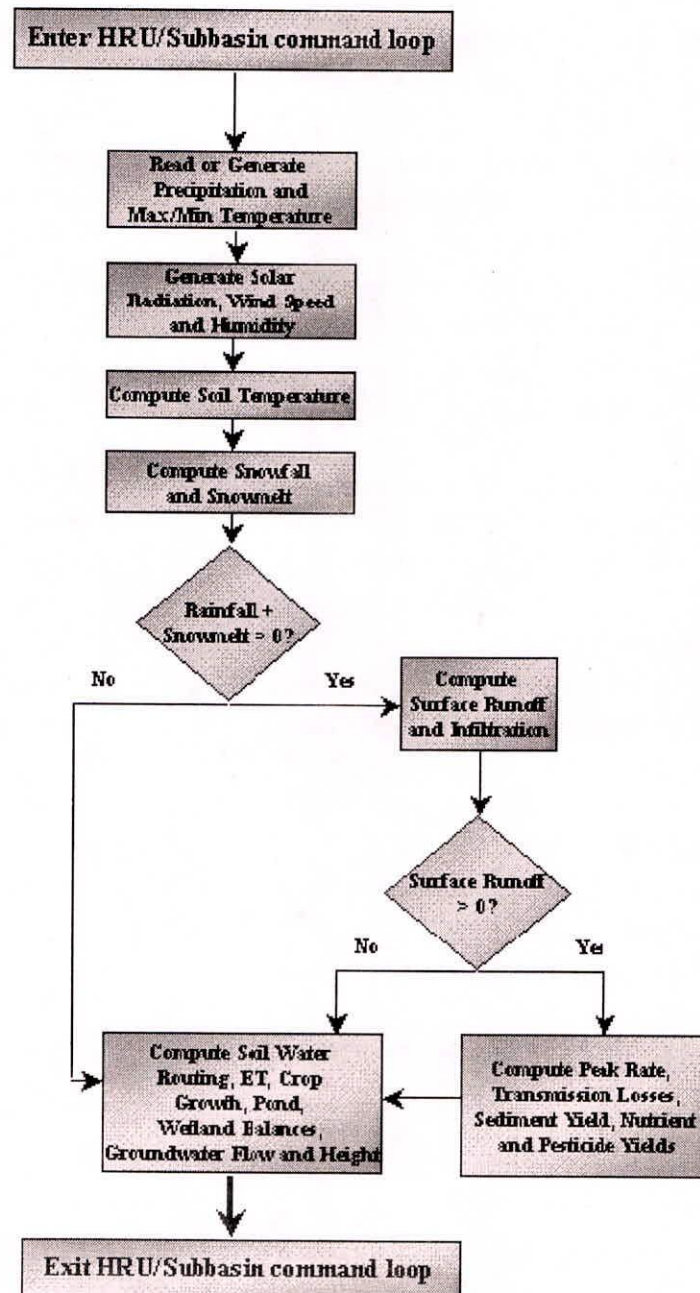 Enter HRU/Subbasin command loop
Read or Generate
Precipitation and
Max/Min Temperature
Generate Solar
Radiation, Wind Speed
and Humidity
Compute Soil Temperature
Compute Snowfall
and Snowmelt
Rainfall +
Snowmelt > 0?
No
Yes
Compute
Surface Runoff
and Infiltration
Surface Runoff
> 0?
No
Yes
Compute Soil Water
Routing, ET, Crop
Growth, Pond,
Wetland Balances,
Groundwater Flow and Height
Compute Peak Rate,
Transmission Losses,
Sediment Yield, Nutrient
and Pesticide Yields
Exit HRU/Subbasin command loop